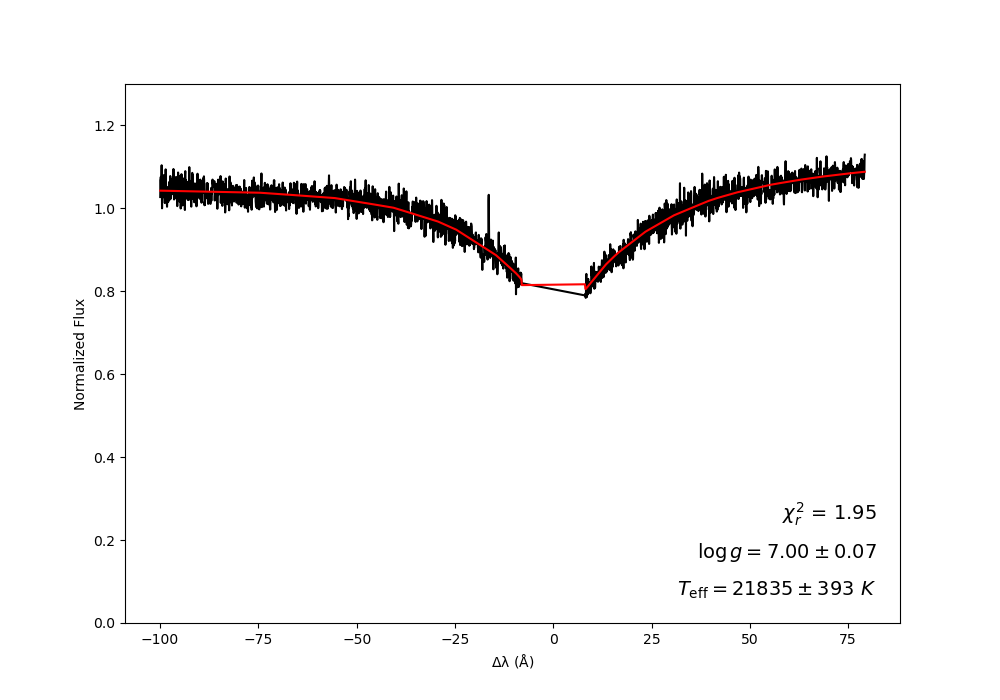 1.2
1.0
0.8
0.6
0.4
0.2
0.0
Normalized Flux
χ²ᵣ = 1.95
log g = 7.00 ± 0.07
T_eff = 21835 ± 393 K
−100 −75 −50 −25 0 25 50 75
Δλ (Å)